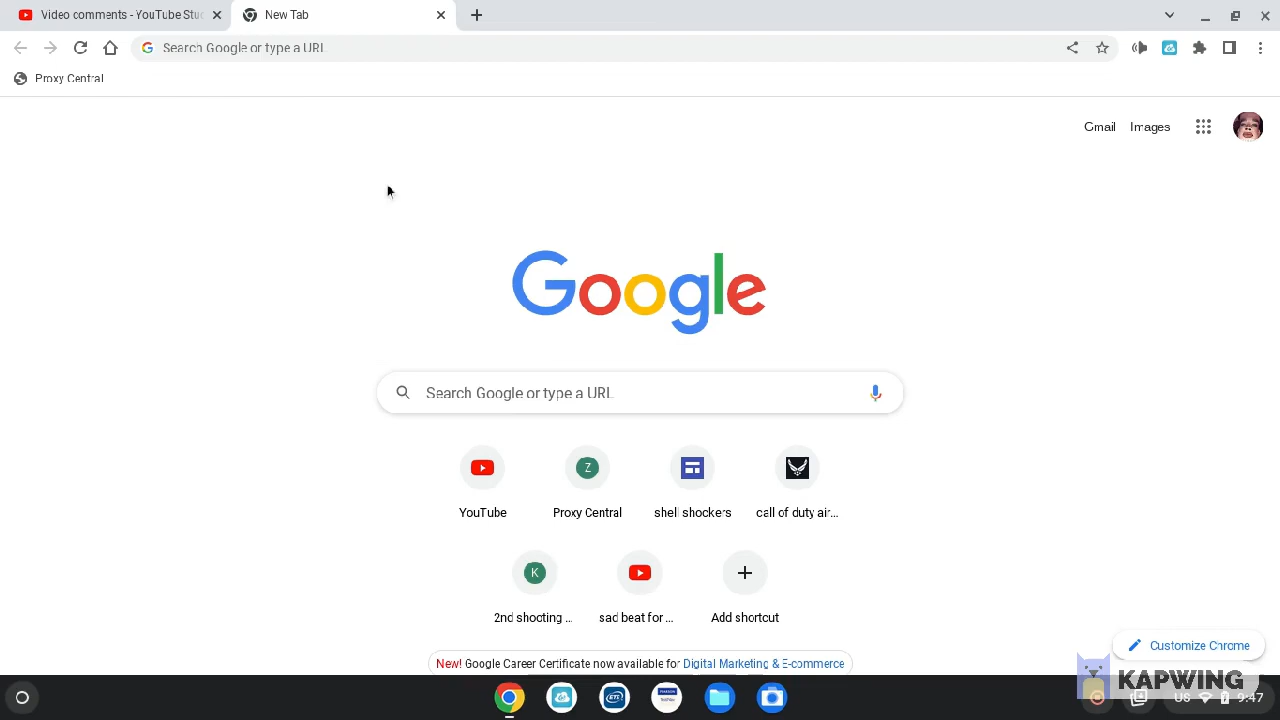 Video comments - YouTube Stu
New Tab
Search Google or type a URL
Proxy Central
Gmail Images
Google
Search Google or type a URL
YouTube Proxy Central shell shockers call of duty air...
Z
K
2nd shooting ... sad beat for ... Add shortcut
New! Google Career Certificate now available for Digital Marketing & E-commerce
Customize Chrome
KAPWING
US 9:47